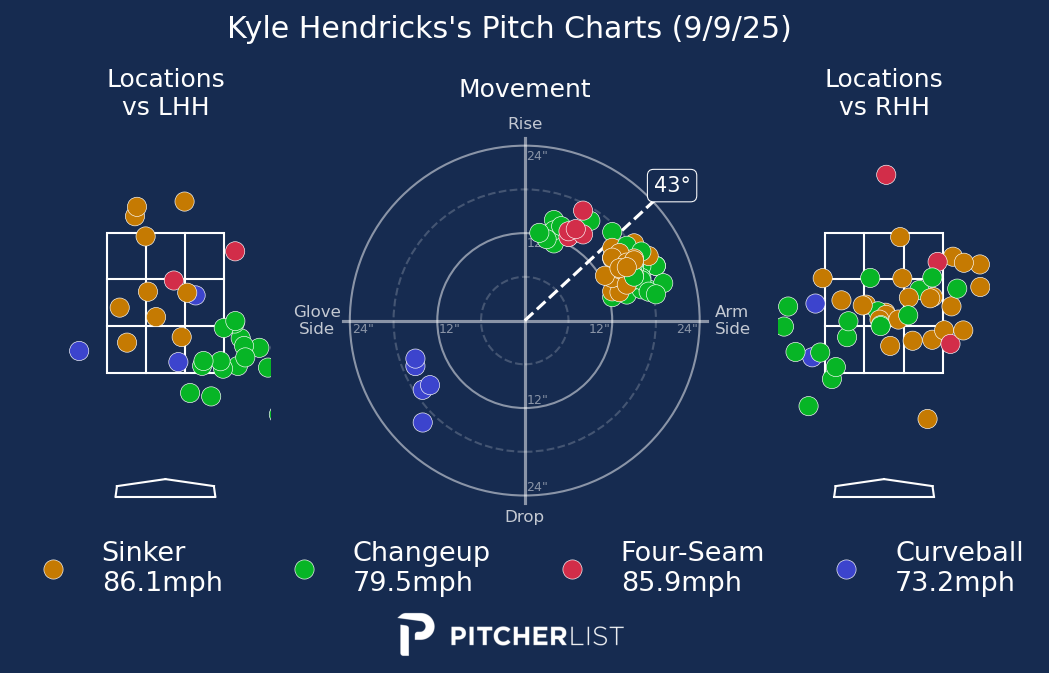 Kyle Hendricks's Pitch Charts (9/9/25)
Locations
vs LHH
Movement
Locations
vs RHH
Rise
24"
43°
12"
Glove
Side
24"
12"
12"
24"
Arm
Side
12"
24"
Drop
Sinker
86.1mph
Changeup
79.5mph
Four-Seam
85.9mph
Curveball
73.2mph
PITCHERLIST